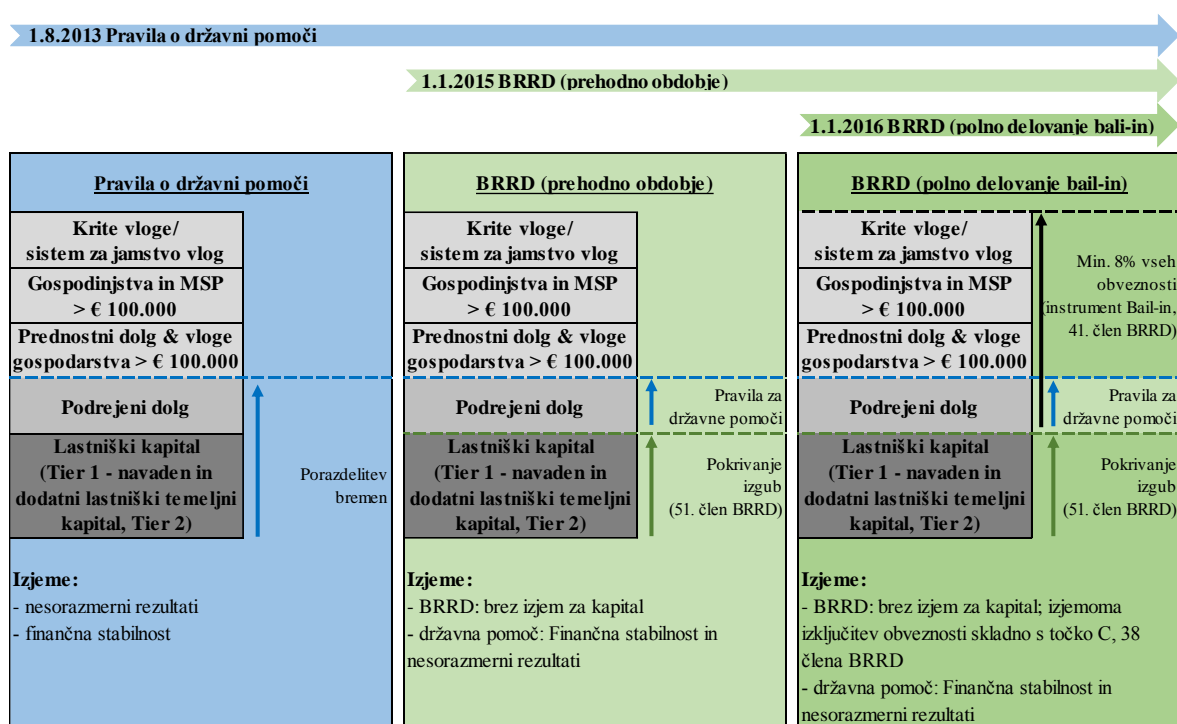 1.8.2013 Pravila o državni pomoči
1.1.2015 BRRD (prehodno obdobje)
1.1.2016 BRRD (polno delovanje bali-in)
Pravila o državni pomoči
Krite vloge/
sistem za jamstvo vlog
Gospodinjstva in MSP
> € 100.000
Prednostni dolg & vloge
gospodarstva > € 100.000
Podrejeni dolg
Lastniški kapital
(Tier 1 - navaden in
dodatni lastniški temeljni
kapital, Tier 2)
Porazdelitev
bremen
Izjeme:
- nesorazmerni rezultati
- finančna stabilnost
BRRD (prehodno obdobje)
Krite vloge/
sistem za jamstvo vlog
Gospodinjstva in MSP
> € 100.000
Prednostni dolg & vloge
gospodarstva > € 100.000
Podrejeni dolg
Lastniški kapital
(Tier 1 - navaden in
dodatni lastniški temeljni
kapital, Tier 2)
Pravila za
državne pomoči
Pokrivanje
izgub
(51. člen BRRD)
Izjeme:
- BRRD: brez izjem za kapital
- državna pomoč: Finančna stabilnost in
nesorazmerni rezultati
BRRD (polno delovanje bail-in)
Krite vloge/
sistem za jamstvo vlog
Gospodinjstva in MSP
> € 100.000
Prednostni dolg & vloge
gospodarstva > € 100.000
Podrejeni dolg
Lastniški kapital
(Tier 1 - navaden in
dodatni lastniški temeljni
kapital, Tier 2)
Min. 8% vseh
obveznosti
(instrument Bail-in,
41. člen BRRD)
Pravila za
državne pomoči
Pokrivanje
izgub
(51. člen BRRD)
Izjeme:
- BRRD: brez izjem za kapital; izjemoma
izključitev obveznosti skladno s točko C, 38
člena BRRD
- državna pomoč: Finančna stabilnost in
nesorazmerni rezultati